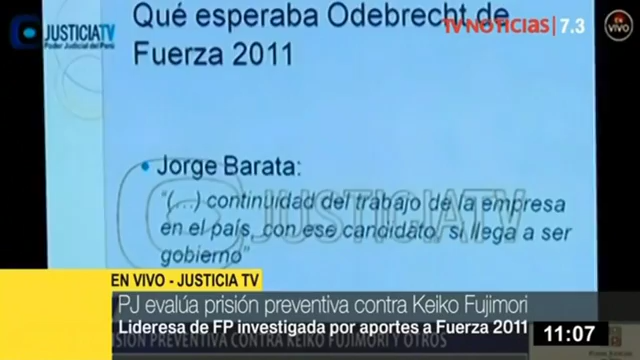 Qué esperaba Odebrecht de
Fuerza 2011
JUSTICIATV
Poder Judicial del Perú
TV NOTICIAS 7.3
EN VIVO
• Jorge Barata:
"(...) continuidad del trabajo de la empresa
en el país, con ese candidato, si llega a ser
gobierno"
JUSTICIATV
EN VIVO - JUSTICIA TV
PJ evalúa prisión preventiva contra Keiko Fujimori
Lideresa de FP investigada por aportes a Fuerza 2011
11:07
PRISIÓN PREVENTIVA CONTRA KEIKO FUJIMORI Y OTROS